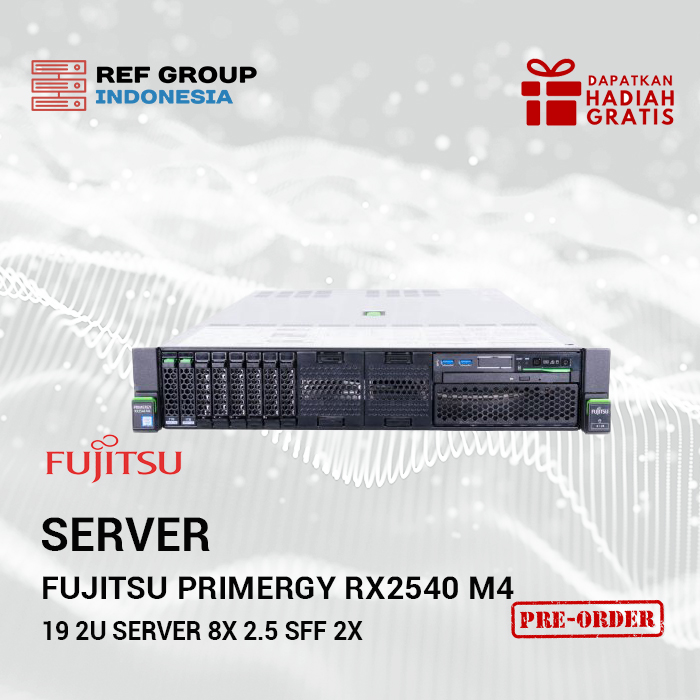 REF GROUP
INDONESIA
DAPATKAN
HADIAH
GRATIS
FUJITSU
FUJITSU
SERVER
FUJITSU PRIMERGY RX2540 M4
PRE-ORDER
19 2U SERVER 8X 2.5 SFF 2X